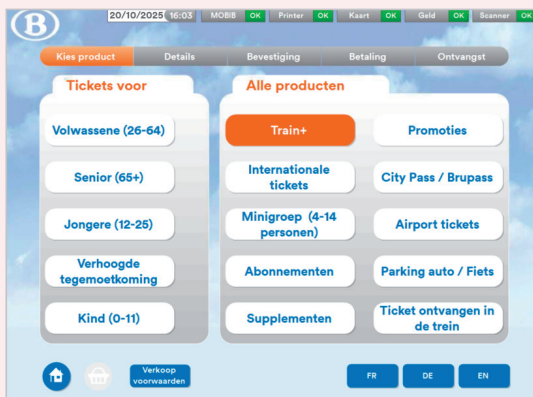 B
20/10/2025 16:03 MOBIB OK Printer OK Kaart OK Geld OK Scanner OK
Kies product Details Bevestiging Betaling Ontvangst
Tickets voor
Volwassene (26-64)
Senior (65+)
Jongere (12-25)
Verhoogde
tegemoetkoming
Kind (0-11)
Alle producten
Train+
Promoties
Internationale
tickets
City Pass / Brupass
Minigroep (4-14
personen)
Airport tickets
Abonnementen
Parking auto / Fiets
Supplementen
Ticket ontvangen in
de trein
Verkoop
voorwaarden
FR DE EN